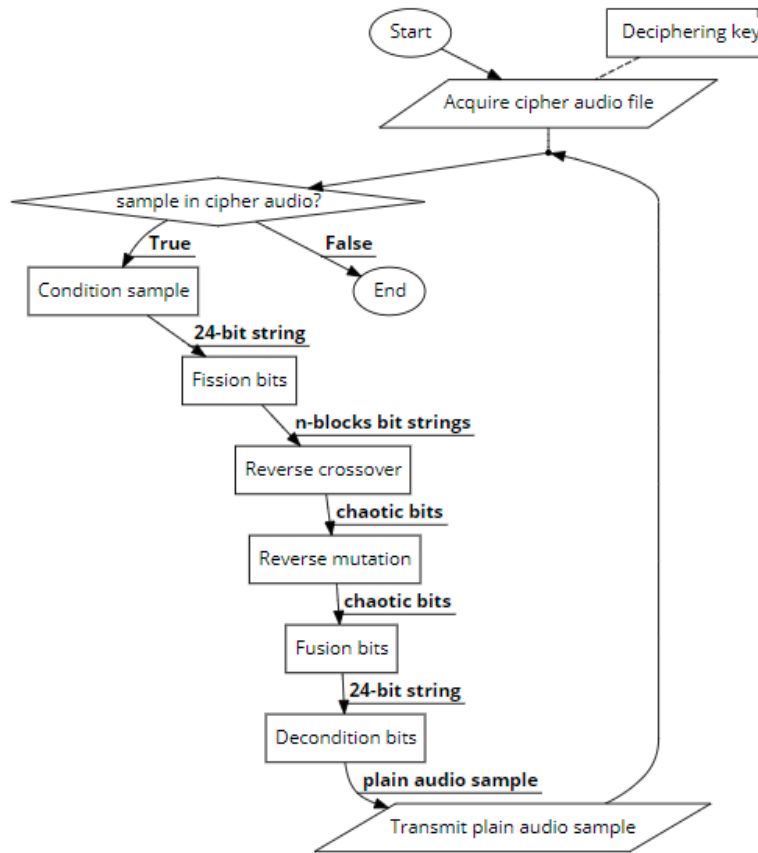 Start
Deciphering key
Acquire cipher audio file
sample in cipher audio?
True
False
Condition sample
End
24-bit string
Fission bits
n-blocks bit strings
Reverse crossover
chaotic bits
Reverse mutation
chaotic bits
Fusion bits
24-bit string
Decondition bits
plain audio sample
Transmit plain audio sample